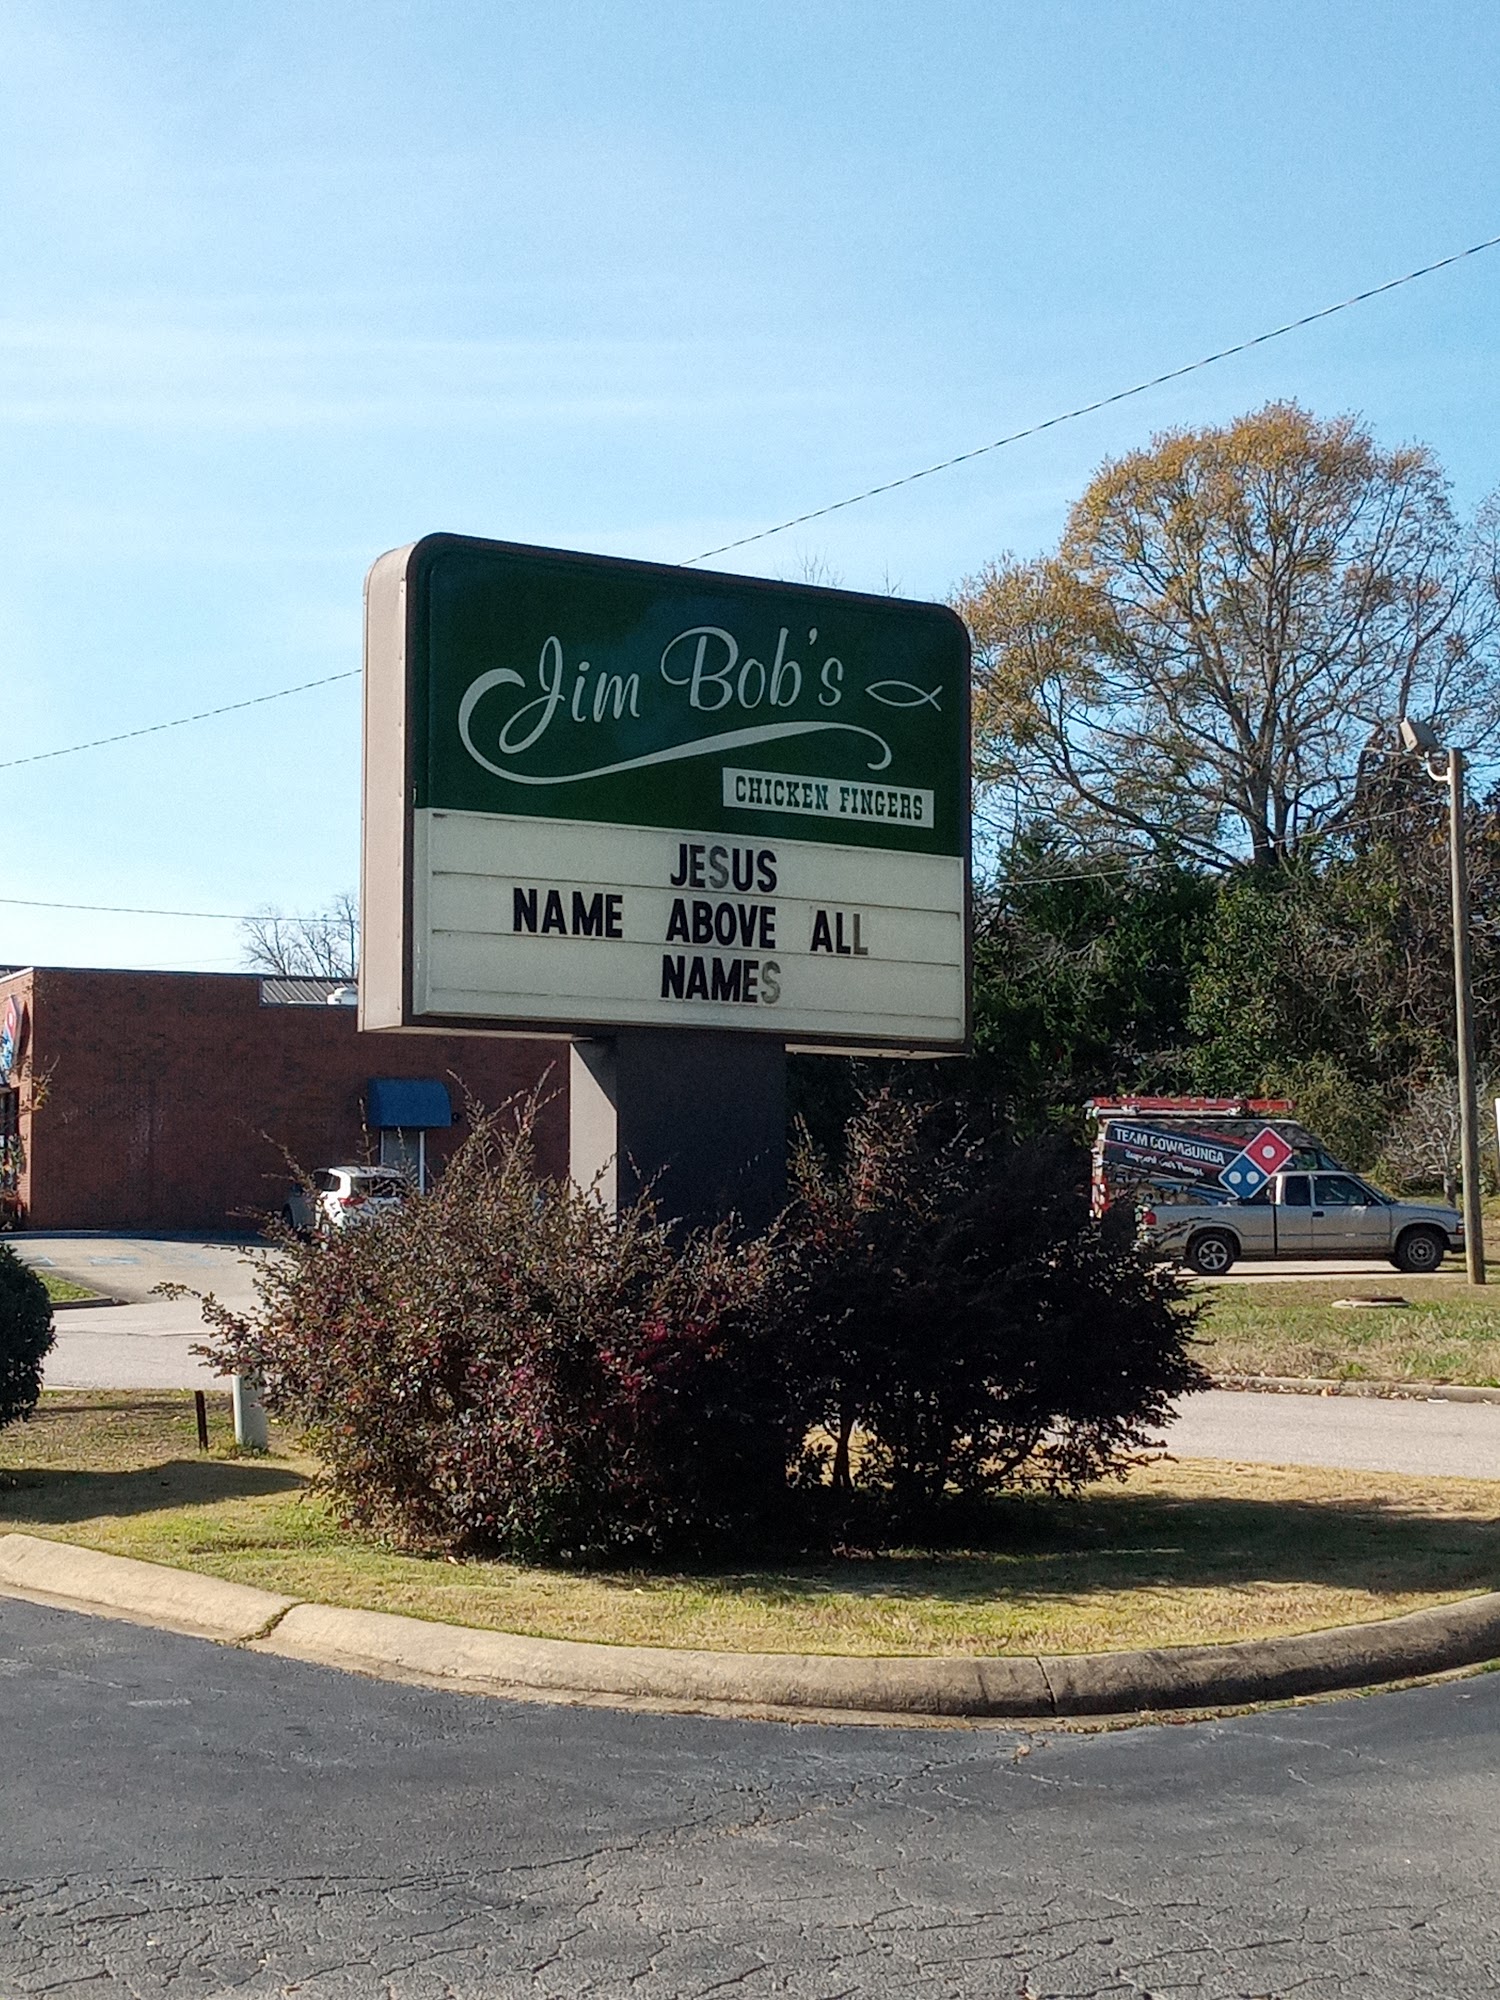 Jim Bob's
CHICKEN FINGERS
JESUS
NAME ABOVE ALL
NAMES
TEAM COWABUNGA